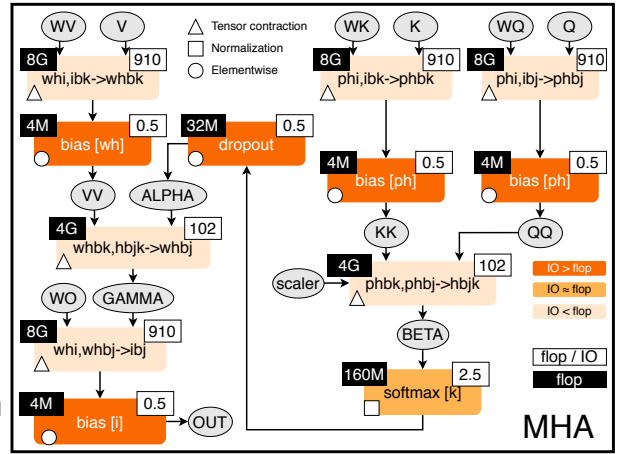 WV
V
Tensor contraction
Normalization
Elementwise
WK
K
WQ
Q
8G
910
whi,ibk->whbk
8G
910
phi,ibk->phbk
8G
910
phi,ibj->phbj
4M
0.5
bias [wh]
32M
0.5
dropout
4M
0.5
bias [ph]
4M
0.5
bias [ph]
VV
ALPHA
KK
QQ
4G
102
whbk,hbjk->whbj
4G
102
phbk,phbj->hbjk
scaler
IO > flop
IO ≈ flop
IO < flop
WO
GAMMA
BETA
8G
910
whi,whbj->ibj
flop / IO
flop
160M
2.5
softmax [k]
4M
0.5
bias [i]
OUT
MHA